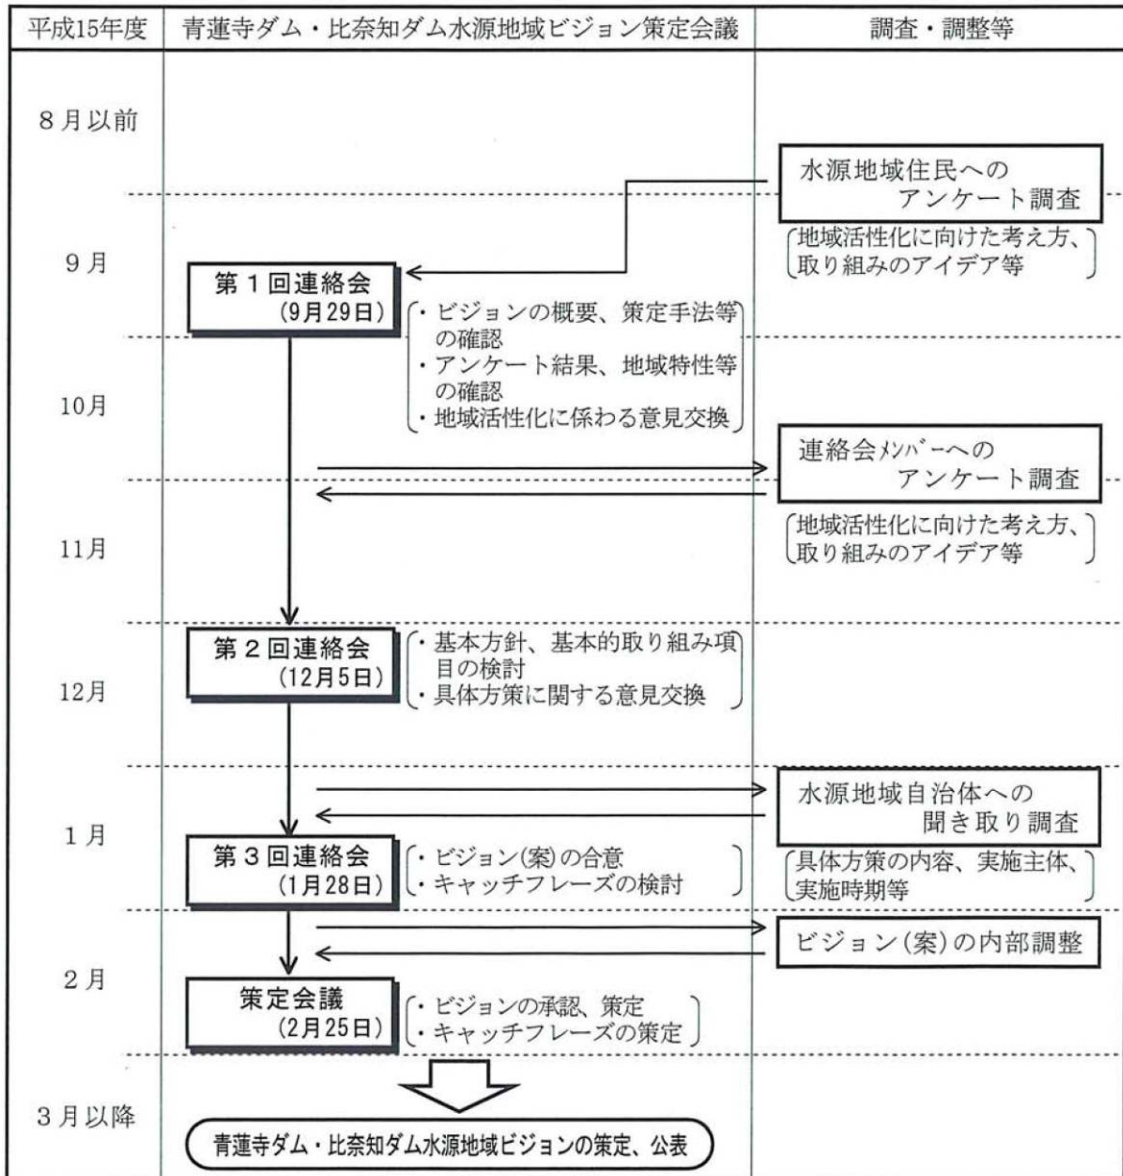 平成15年度
青蓮寺ダム・比奈知ダム水源地域ビジョン策定会議
調査・調整等
8月以前
水源地域住民への
アンケート調査
地域活性化に向けた考え方、
取り組みのアイデア等
9月
第1回連絡会
(9月29日)
・ビジョンの概要、策定手法等
の確認
・アンケート結果、地域特性等
の確認
・地域活性化に係わる意見交換
10月
連絡会メンバーへの
アンケート調査
地域活性化に向けた考え方、
取り組みのアイデア等
11月
第2回連絡会
(12月5日)
・基本方針、基本的取り組み項
目の検討
・具体方策に関する意見交換
12月
水源地域自治体への
聞き取り調査
具体方策の内容、実施主体、
実施時期等
1月
第3回連絡会
(1月28日)
・ビジョン(案)の合意
・キャッチフレーズの検討
ビジョン(案)の内部調整
2月
策定会議
(2月25日)
・ビジョンの承認、策定
・キャッチフレーズの策定
3月以降
青蓮寺ダム・比奈知ダム水源地域ビジョンの策定、公表